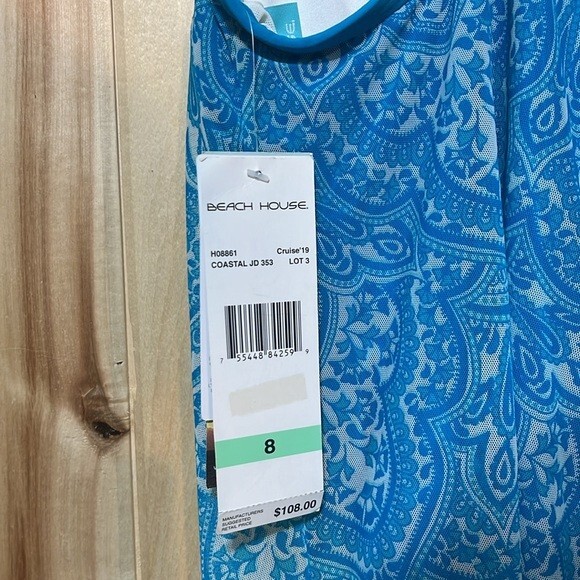 E.
BEACH HOUSE.
H08861 Cruise'19
COASTAL JD 353 LOT 3
7 55448 84259 9
8
MANUFACTURERS
SUGGESTED
RETAIL PRICE $108.00